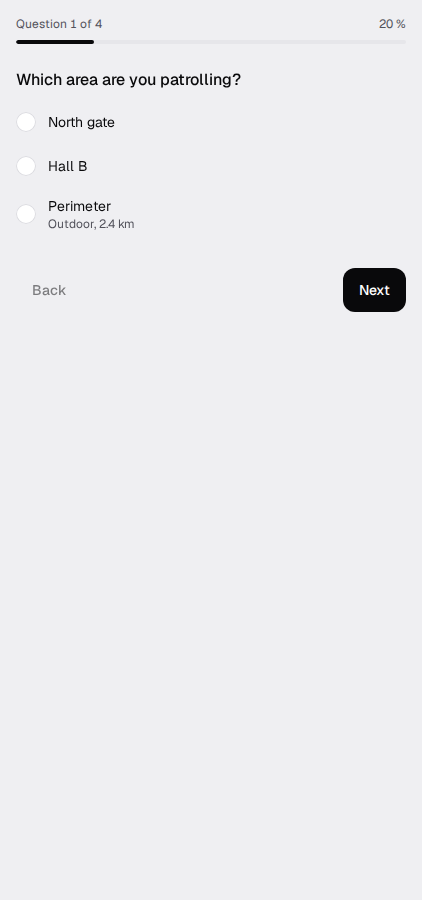 Question 1 of 4
20 %
Which area are you patrolling?
North gate
Hall B
Perimeter
Outdoor, 2.4 km
Back
Next